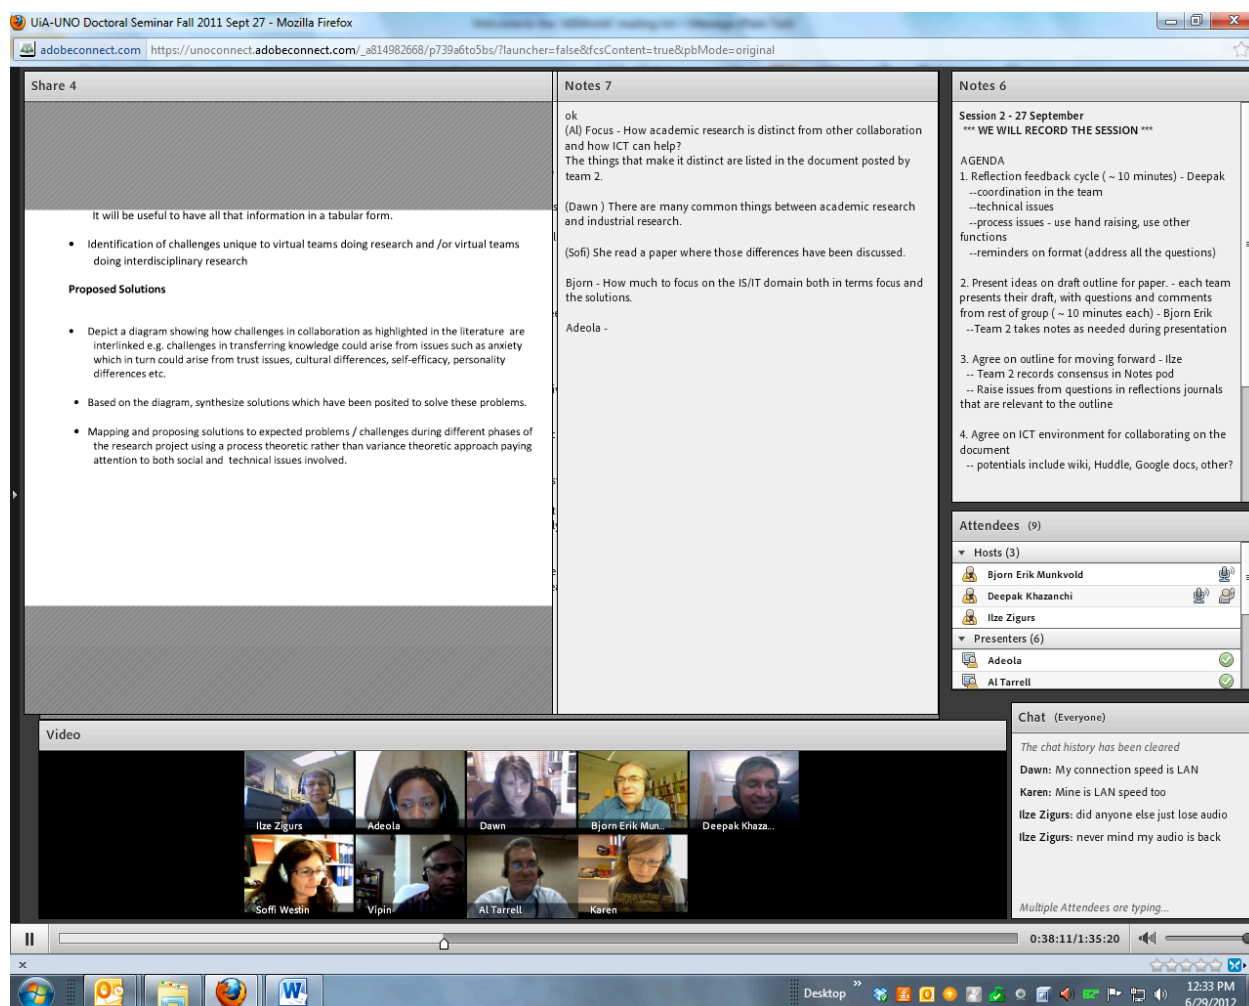 UiA-UNO Doctoral Seminar Fall 2011 Sept 27 - Mozilla Firefox
adobeconnect.com https://unoconnect.adobeconnect.com/_a814982668/p739a6to5bs/?launcher=false&fcsContent=true&pbMode=original
Share 4
It will be useful to have all that information in a tabular form.
• Identification of challenges unique to virtual teams doing research and /or virtual teams
doing interdisciplinary research
Proposed Solutions
• Depict a diagram showing how challenges in collaboration as highlighted in the literature are
interlinked e.g. challenges in transferring knowledge could arise from issues such as anxiety
which in turn could arise from trust issues, cultural differences, self-efficacy, personality
differences etc.
• Based on the diagram, synthesize solutions which have been posited to solve these problems.
• Mapping and proposing solutions to expected problems / challenges during different phases of
the research project using a process theoretic rather than variance theoretic approach paying
attention to both social and technical issues involved.
Notes 7
ok
(Al) Focus - How academic research is distinct from other collaboration
and how ICT can help?
The things that make it distinct are listed in the document posted by
team 2.
(Dawn ) There are many common things between academic research
and industrial research.
(Sofi) She read a paper where those differences have been discussed.
Bjorn - How much to focus on the IS/IT domain both in terms focus and
the solutions.
Adeola -
Notes 6
Session 2 - 27 September
*** WE WILL RECORD THE SESSION ***
AGENDA
1. Reflection feedback cycle ( ~ 10 minutes) - Deepak
--coordination in the team
--technical issues
--process issues - use hand raising, use other
functions
--reminders on format (address all the questions)
2. Present ideas on draft outline for paper. - each team
presents their draft, with questions and comments
from rest of group ( ~ 10 minutes each) - Bjorn Erik
--Team 2 takes notes as needed during presentation
3. Agree on outline for moving forward - Ilze
-- Team 2 records consensus in Notes pod
-- Raise issues from questions in reflections journals
that are relevant to the outline
4. Agree on ICT environment for collaborating on the
document
-- potentials include wiki, Huddle, Google docs, other?
Attendees (9)
Hosts (3)
Bjorn Erik Munkvold
Deepak Khazanchi
Ilze Zigurs
Presenters (6)
Adeola
Al Tarrell
Video
Ilze Zigurs
Adeola
Dawn
Bjorn Erik Mun...
Deepak Khaza...
Soffi Westin
Vipin
Al Tarrell
Karen
Chat (Everyone)
The chat history has been cleared
Dawn: My connection speed is LAN
Karen: Mine is LAN speed too
Ilze Zigurs: did anyone else just lose audio
Ilze Zigurs: never mind my audio is back
Multiple Attendees are typing...
0:38:11/1:35:20
Desktop
12:33 PM
6/29/2012